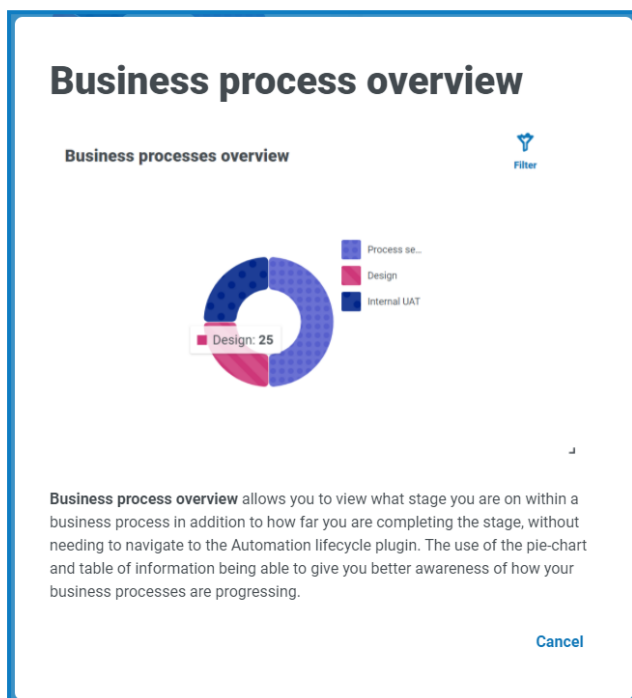 Business process overview
Business processes overview
Filter
Process se...
Design
Internal UAT
Design: 25
Business process overview allows you to view what stage you are on within a
business process in addition to how far you are completing the stage, without
needing to navigate to the Automation lifecycle plugin. The use of the pie-chart
and table of information being able to give you better awareness of how your
business processes are progressing.
Cancel